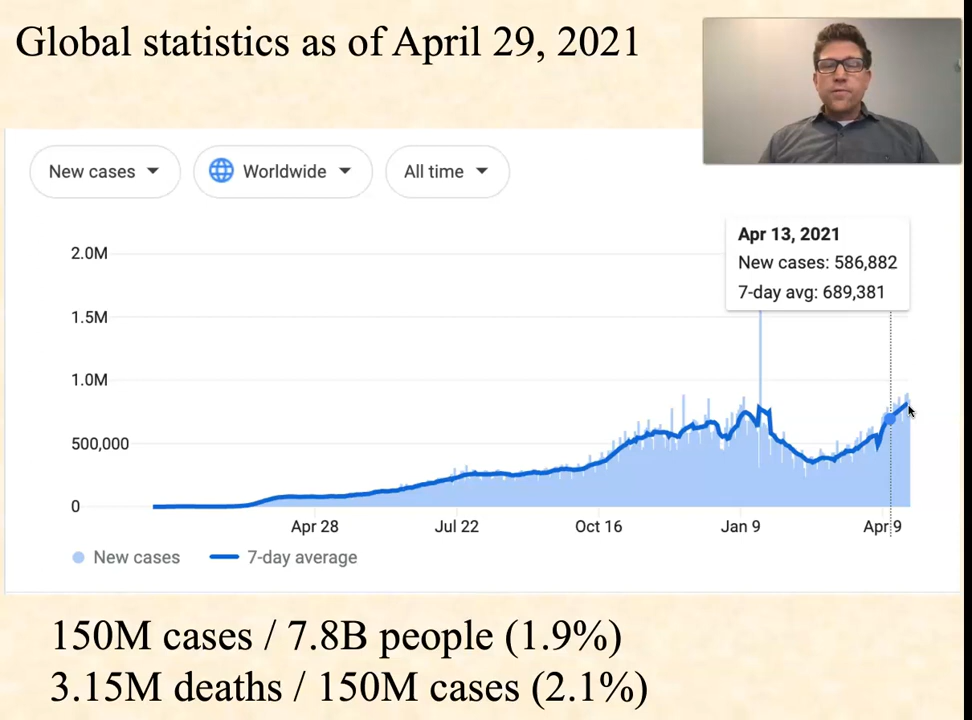 Global statistics as of April 29, 2021
New cases Worldwide All time
Apr 13, 2021
New cases: 586,882
7-day avg: 689,381
2.0M
1.5M
1.0M
500,000
0
Apr 28 Jul 22 Oct 16 Jan 9 Apr 9
New cases 7-day average
150M cases / 7.8B people (1.9%)
3.15M deaths / 150M cases (2.1%)